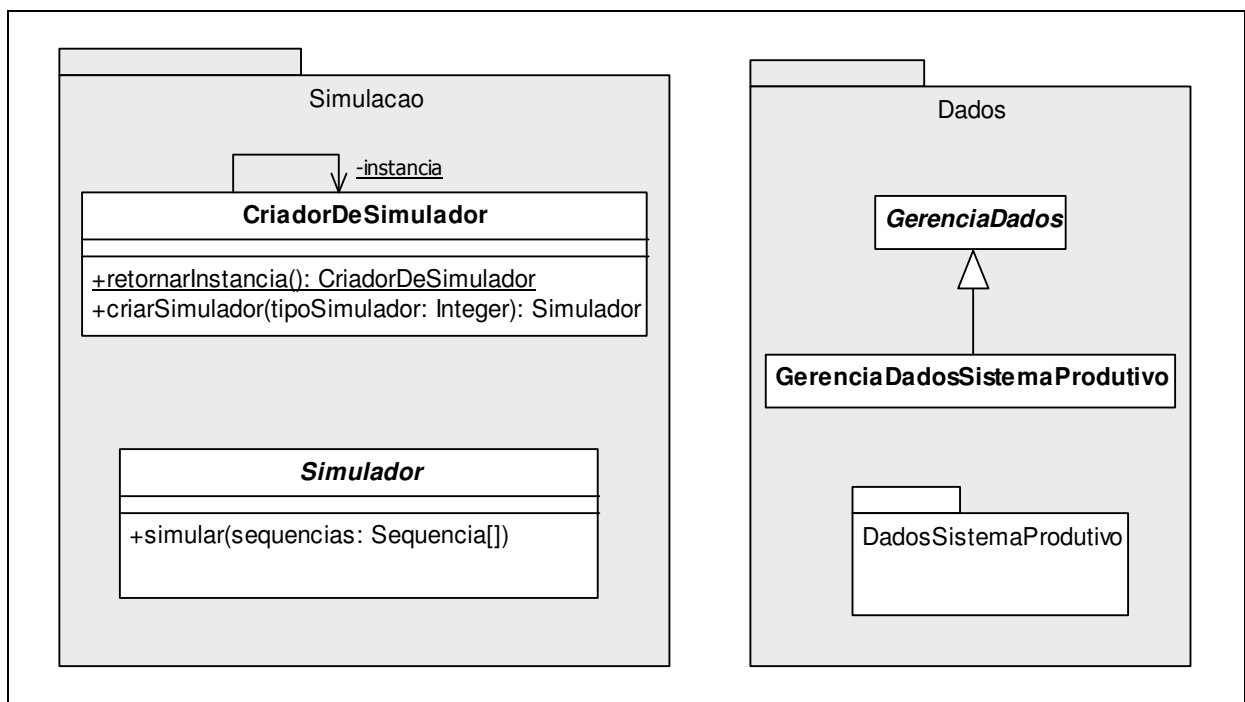 Simulacao
-instancia
CriadorDeSimulador
+retornarInstancia(): CriadorDeSimulador
+criarSimulador(tipoSimulador: Integer): Simulador
Simulador
+simular(sequencias: Sequencia[])
Dados
GerenciaDados
GerenciaDadosSistemaProdutivo
DadosSistemaProdutivo